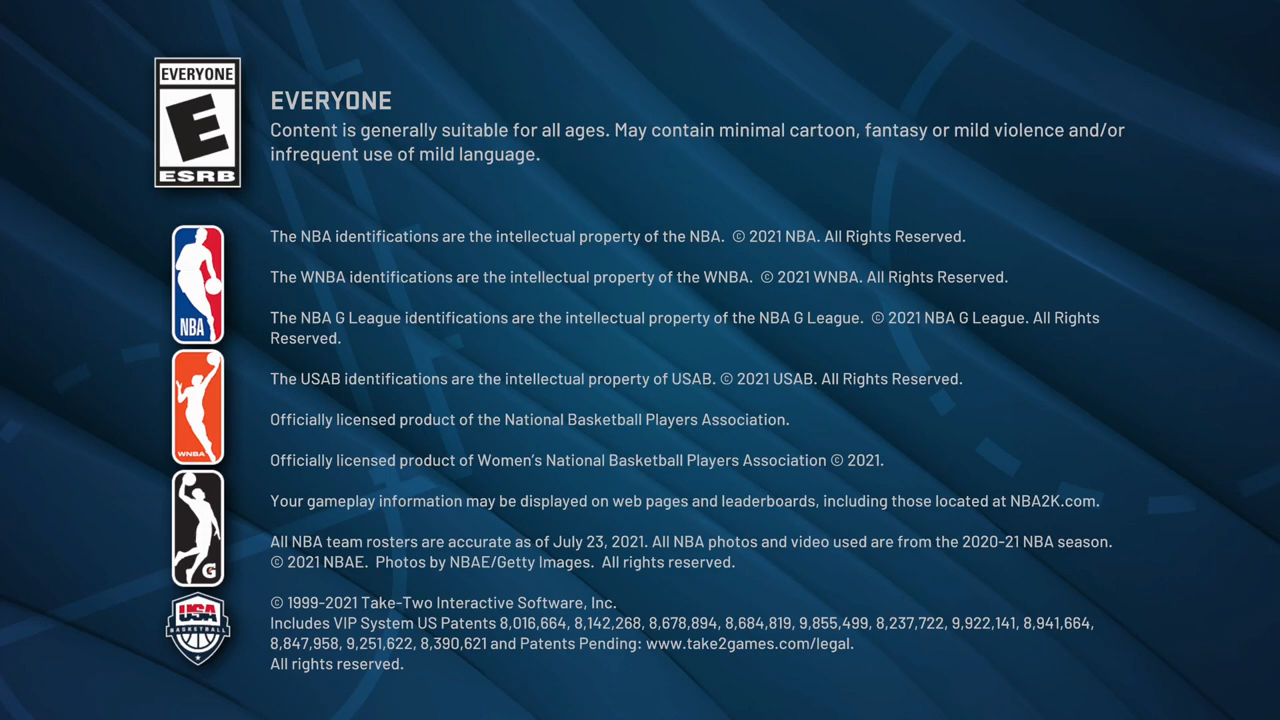 EVERYONE
E
ESRB
EVERYONE
Content is generally suitable for all ages. May contain minimal cartoon, fantasy or mild violence and/or
infrequent use of mild language.
NBA
The NBA identifications are the intellectual property of the NBA. © 2021 NBA. All Rights Reserved.
The WNBA identifications are the intellectual property of the WNBA. © 2021 WNBA. All Rights Reserved.
The NBA G League identifications are the intellectual property of the NBA G League. © 2021 NBA G League. All Rights
Reserved.
WNBA
The USAB identifications are the intellectual property of USAB. © 2021 USAB. All Rights Reserved.
Officially licensed product of the National Basketball Players Association.
Officially licensed product of Women's National Basketball Players Association © 2021.
G
Your gameplay information may be displayed on web pages and leaderboards, including those located at NBA2K.com.
All NBA team rosters are accurate as of July 23, 2021. All NBA photos and video used are from the 2020-21 NBA season.
© 2021 NBAE. Photos by NBAE/Getty Images. All rights reserved.
USA
BASKETBALL
© 1999-2021 Take-Two Interactive Software, Inc.
Includes VIP System US Patents 8,016,664, 8,142,268, 8,678,894, 8,684,819, 9,855,499, 8,237,722, 9,922,141, 8,941,664,
8,847,958, 9,251,622, 8,390,621 and Patents Pending: www.take2games.com/legal.
All rights reserved.